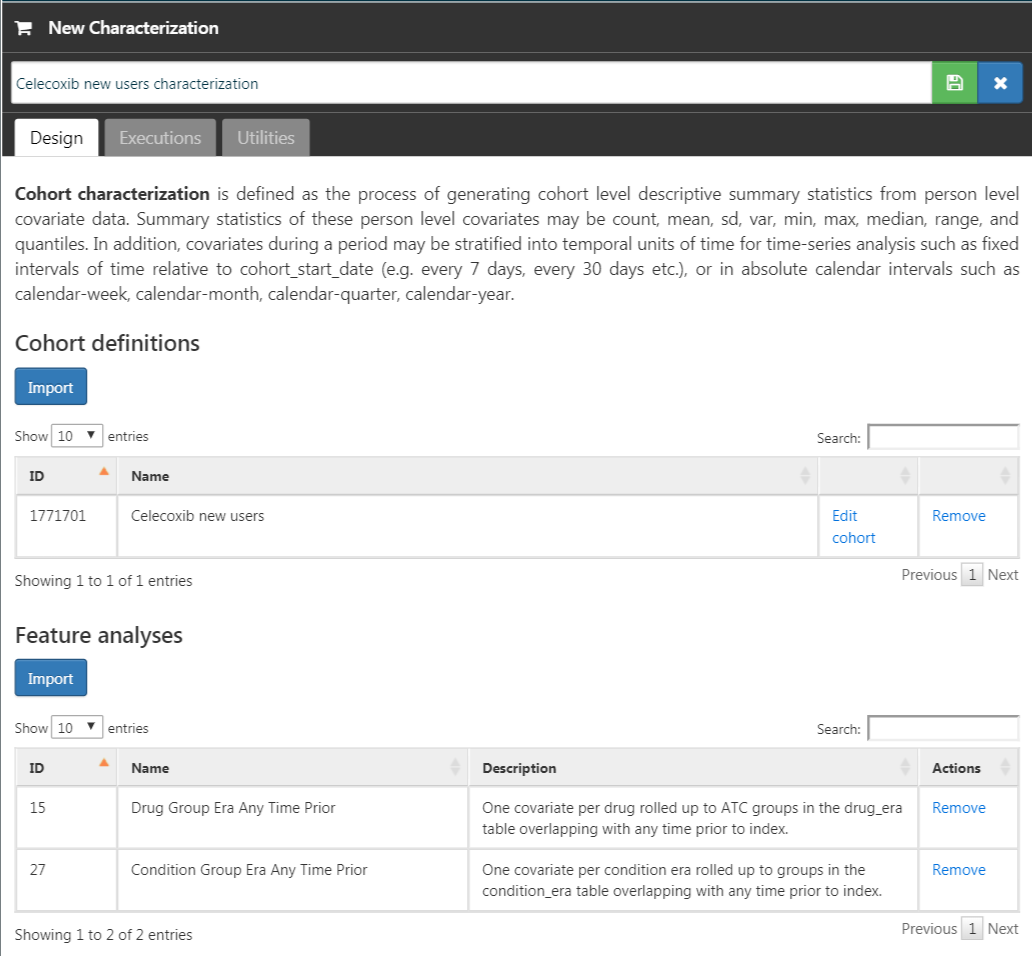 New Characterization
Celecoxib new users characterization
Design Executions Utilities
Cohort characterization is defined as the process of generating cohort level descriptive summary statistics from person level
covariate data. Summary statistics of these person level covariates may be count, mean, sd, var, min, max, median, range, and
quantiles. In addition, covariates during a period may be stratified into temporal units of time for time-series analysis such as fixed
intervals of time relative to cohort_start_date (e.g. every 7 days, every 30 days etc.), or in absolute calendar intervals such as
calendar-week, calendar-month, calendar-quarter, calendar-year.
Cohort definitions
Import
Show 10 entries Search:
ID Name
1771701 Celecoxib new users Edit Remove
cohort
Showing 1 to 1 of 1 entries Previous 1 Next
Feature analyses
Import
Show 10 entries Search:
ID Name Description Actions
15 Drug Group Era Any Time Prior One covariate per drug rolled up to ATC groups in the drug_era Remove
table overlapping with any time prior to index.
27 Condition Group Era Any Time Prior One covariate per condition era rolled up to groups in the Remove
condition_era table overlapping with any time prior to index.
Showing 1 to 2 of 2 entries Previous 1 Next